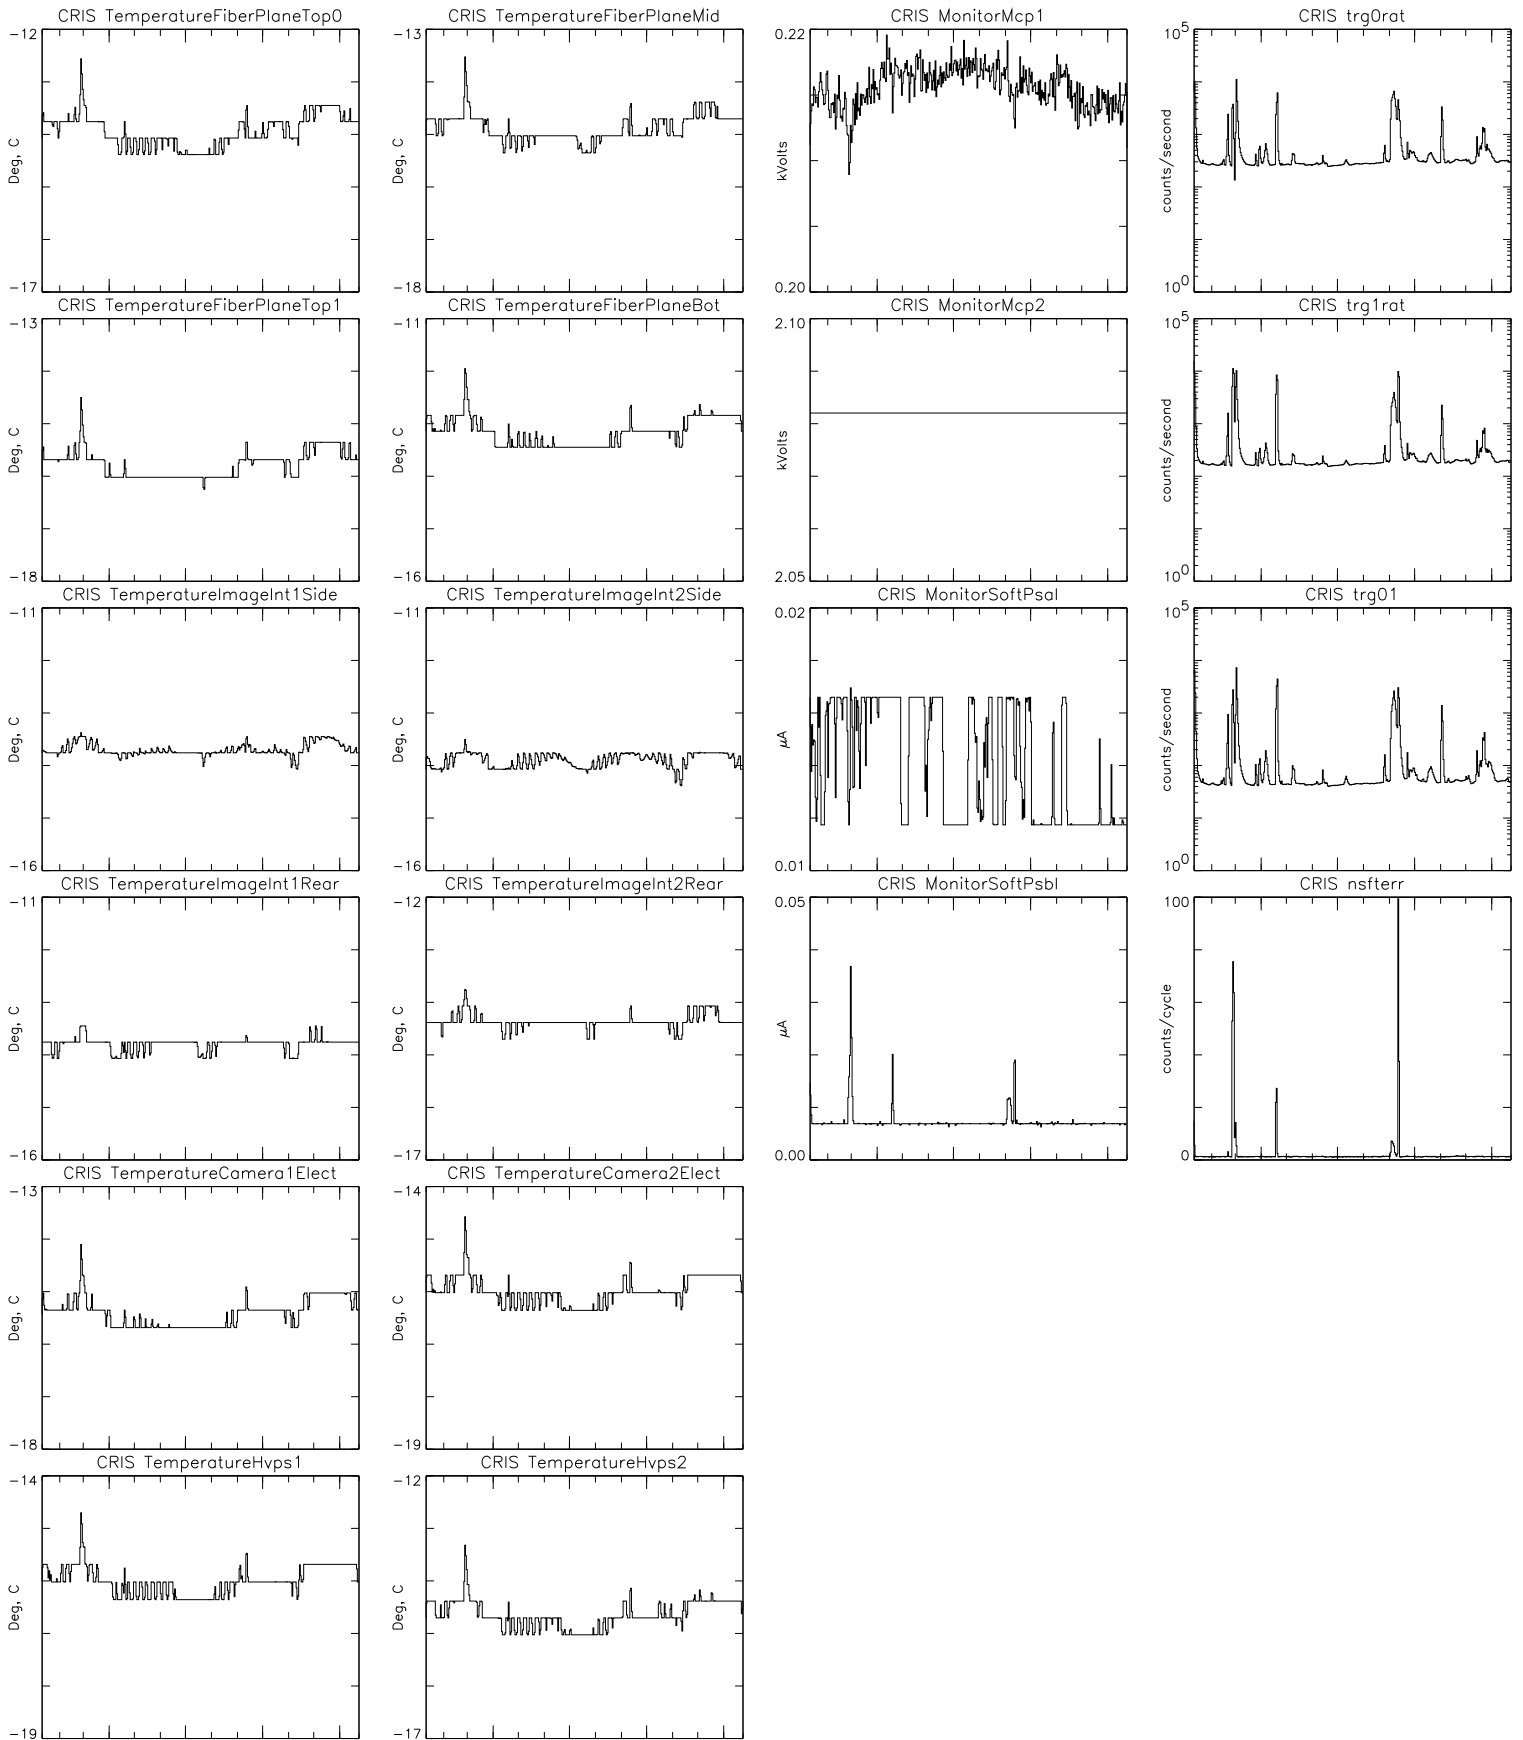 CRIS TemperatureFiberPlaneTop0
-12
Deg, C
-17
CRIS TemperatureFiberPlaneMid
-13
Deg, C
-18
CRIS MonitorMcp1
0.22
kVolts
0.20
CRIS trg0rat
10^5
counts/second
10^0
CRIS TemperatureFiberPlaneTop1
-13
Deg, C
-18
CRIS TemperatureFiberPlaneBot
-11
Deg, C
-16
CRIS MonitorMcp2
2.10
kVolts
2.05
CRIS trg1rat
10^5
counts/second
10^0
CRIS TemperatureImageInt1Side
-11
Deg, C
-16
CRIS TemperatureImageInt2Side
-11
Deg, C
-16
CRIS MonitorSoftPsaI
0.02
μA
0.01
CRIS trg01
10^5
counts/second
10^0
CRIS TemperatureImageInt1Rear
-11
Deg, C
-16
CRIS TemperatureImageInt2Rear
-12
Deg, C
-17
CRIS MonitorSoftPsbI
0.05
μA
0.00
CRIS nsfterr
100
counts/cycle
0
CRIS TemperatureCamera1Elect
-13
Deg, C
-18
CRIS TemperatureCamera2Elect
-14
Deg, C
-19
CRIS TemperatureHvps1
-14
Deg, C
-19
CRIS TemperatureHvps2
-12
Deg, C
-17